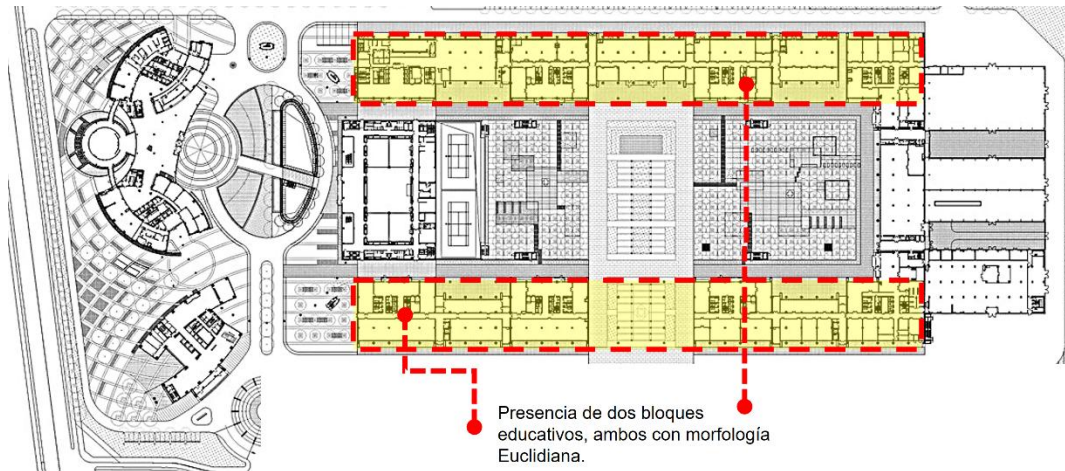 Presencia de dos bloques
educativos, ambos con morfología
Euclidiana.